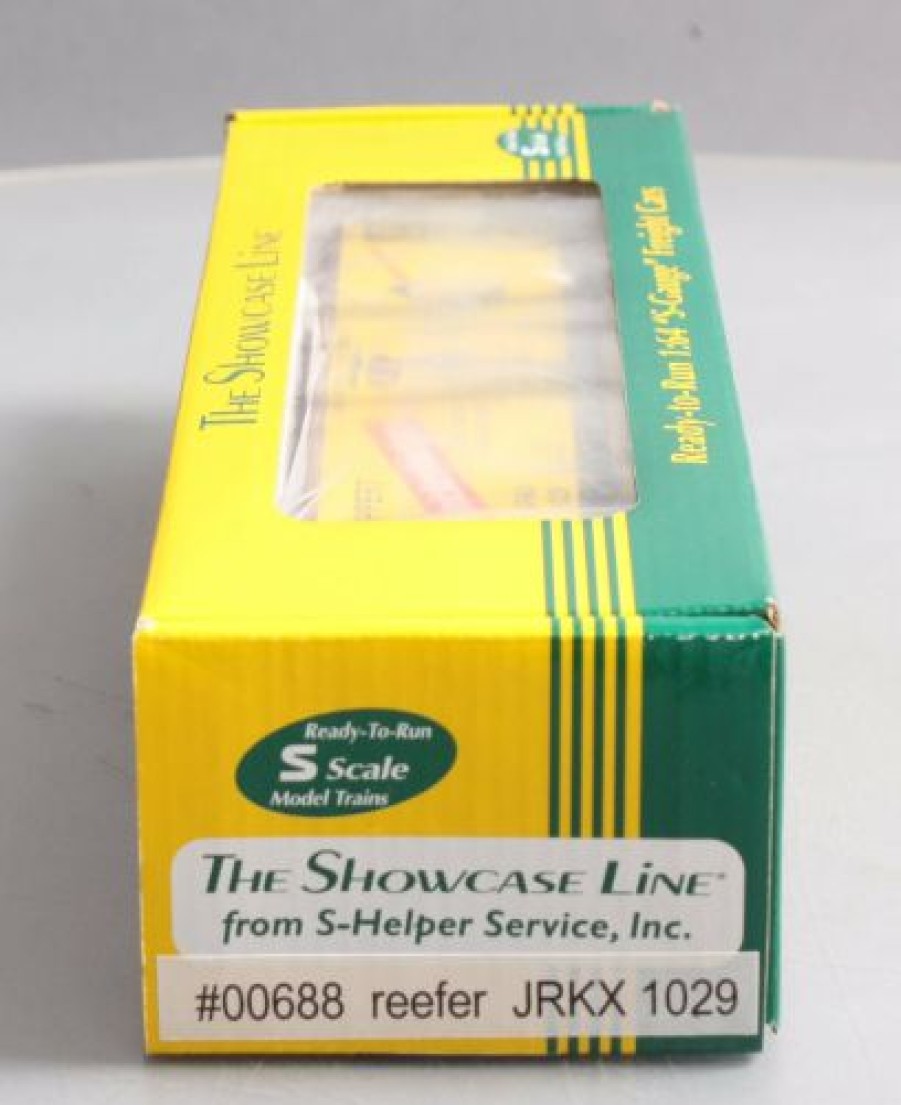 THE SHOWCASE LINE
Ready-to-Run 1:64 "S-Gauge" Freight Cars
Ready-To-Run
S Scale
Model Trains
THE SHOWCASE LINE®
from S-Helper Service, Inc.
#00688 reefer JRKX 1029